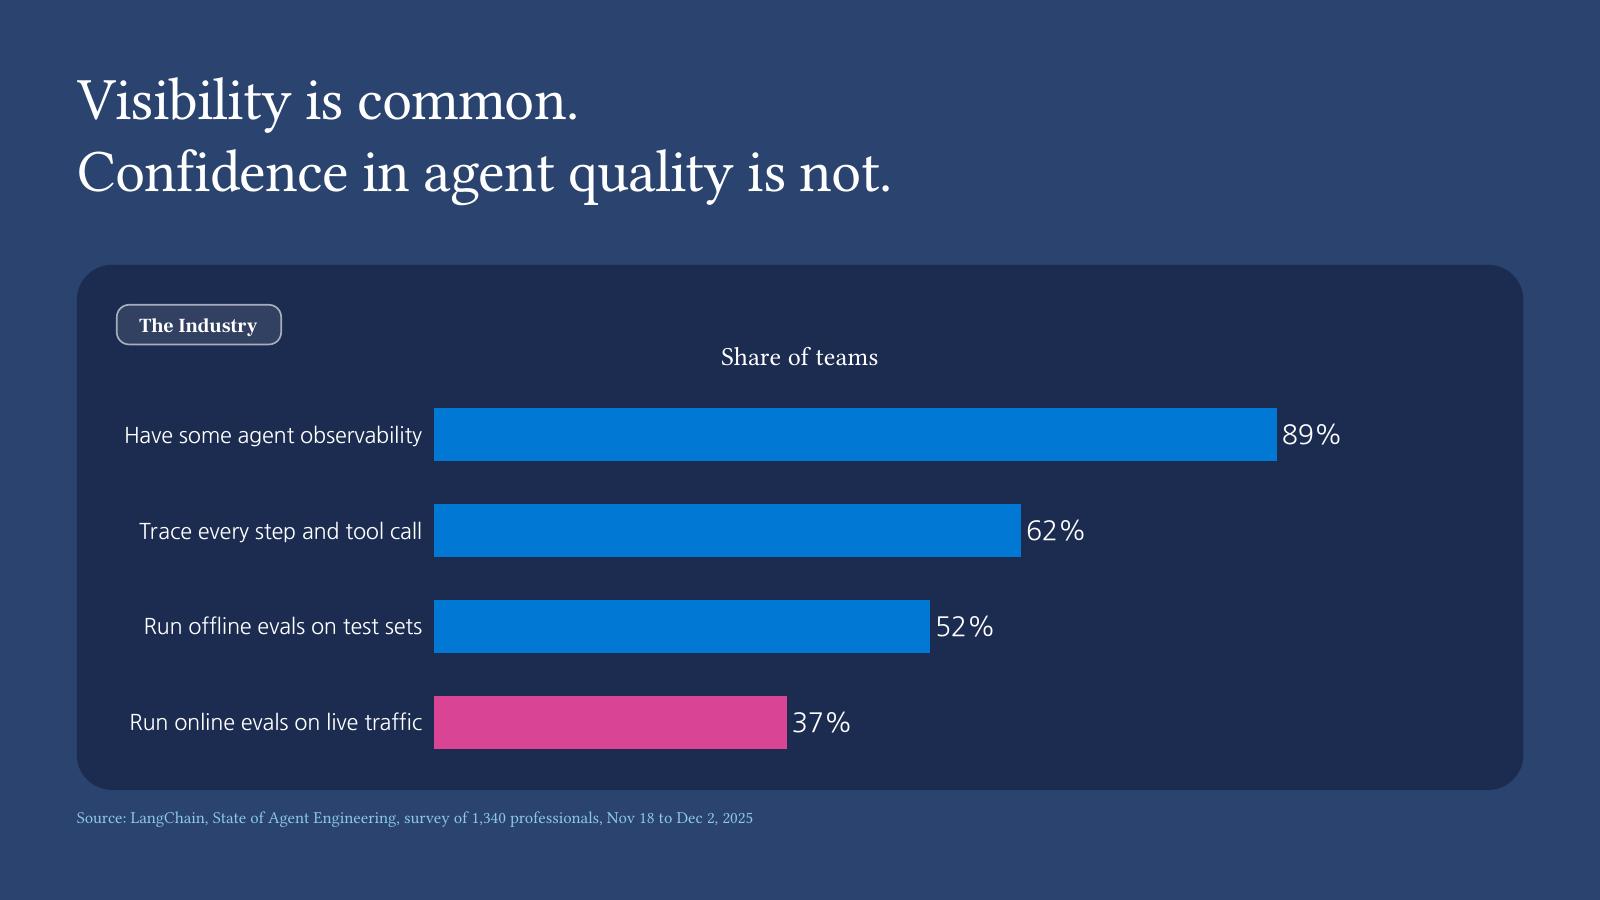 Visibility is common.
Confidence in agent quality is not.
The Industry
Share of teams
Have some agent observability 89%
Trace every step and tool call 62%
Run offline evals on test sets 52%
Run online evals on live traffic 37%
Source: LangChain, State of Agent Engineering, survey of 1,340 professionals, Nov 18 to Dec 2, 2025